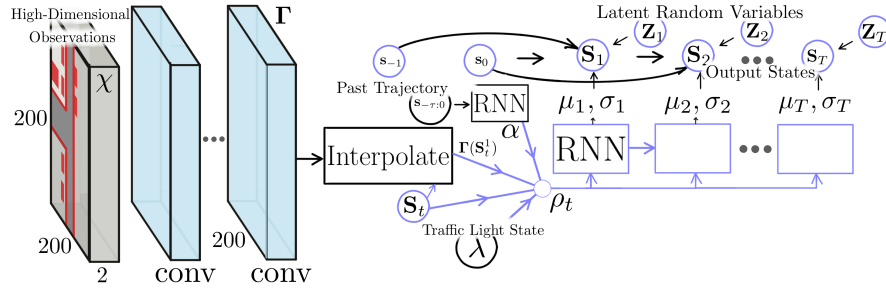 High-Dimensional
Observations
χ
200
200
2
conv
Γ
200
conv
Interpolate
Γ(S_t^1)
S_t
Past Trajectory
s_{−τ:0}
RNN
α
Traffic Light State
λ
ρ_t
s_{−1}
s_0
Latent Random Variables
S_1
Z_1
S_2
Z_2
S_T
Z_T
Output States
μ_1, σ_1
μ_2, σ_2
μ_T, σ_T
RNN